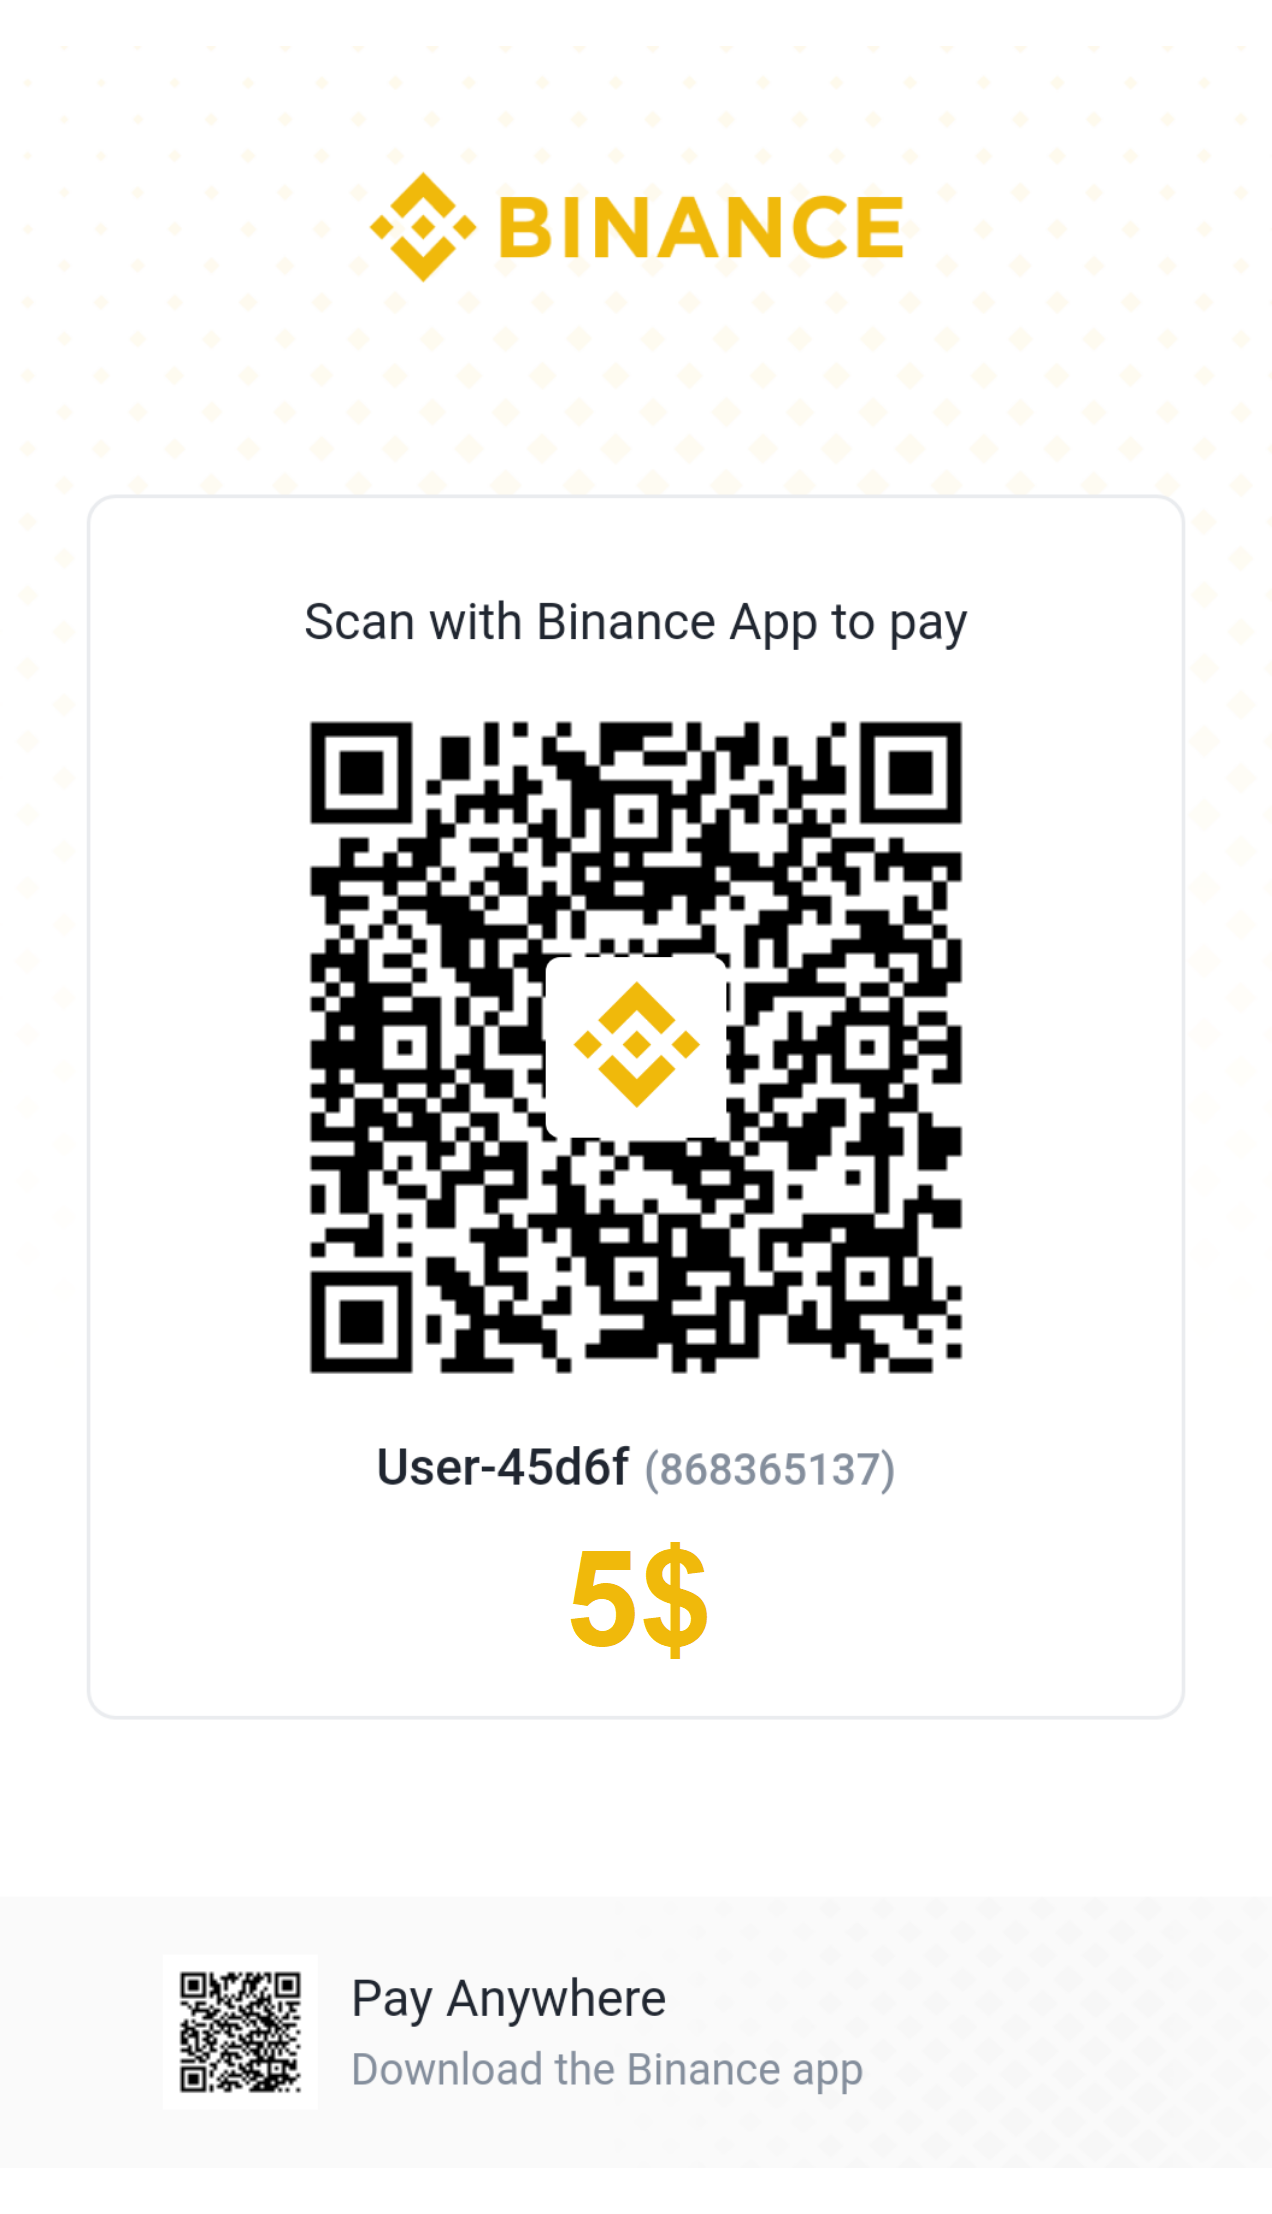 BINANCE
Scan with Binance App to pay
User-45d6f (868365137)
5$
Pay Anywhere
Download the Binance app